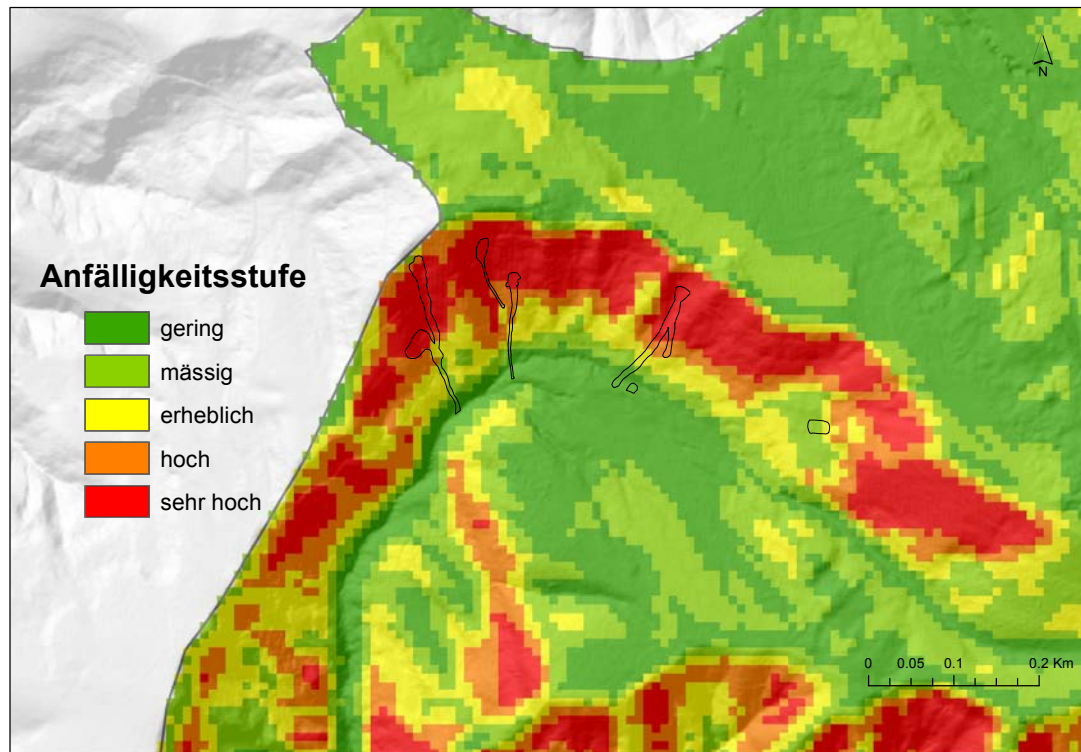 N
Anfälligkeitsstufe
gering
mässig
erheblich
hoch
sehr hoch
0 0.05 0.1 0.2 Km